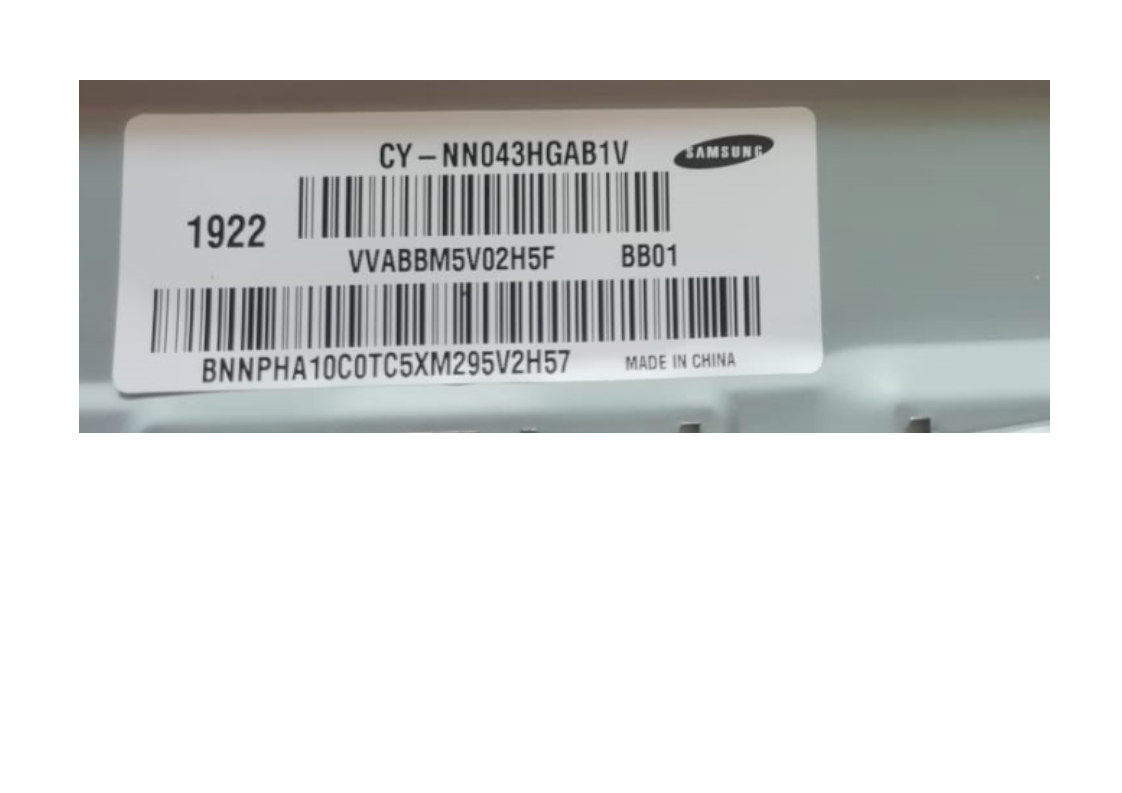 CY-NN043HGAB1V
SAMSUNG
1922
VVABBM5V02H5F BB01
BNNPHA10C0TC5XM295V2H57 MADE IN CHINA